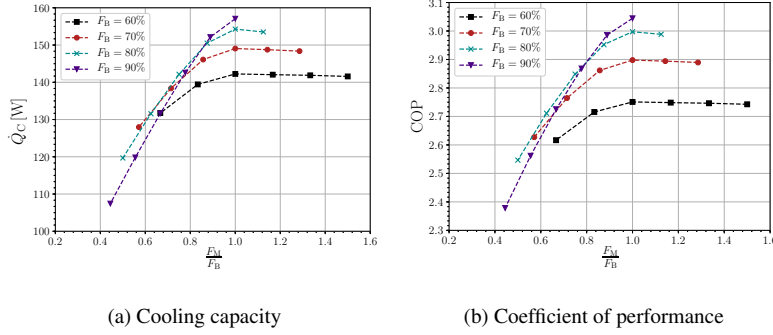 160
150
140
130
120
110
100
Q̇C [W]
FB = 60%
FB = 70%
FB = 80%
FB = 90%
0.2 0.4 0.6 0.8 1.0 1.2 1.4 1.6
FM
FB
(a) Cooling capacity
3.1
3.0
2.9
2.8
2.7
2.6
2.5
2.4
2.3
COP
FB = 60%
FB = 70%
FB = 80%
FB = 90%
0.2 0.4 0.6 0.8 1.0 1.2 1.4 1.6
FM
FB
(b) Coefficient of performance